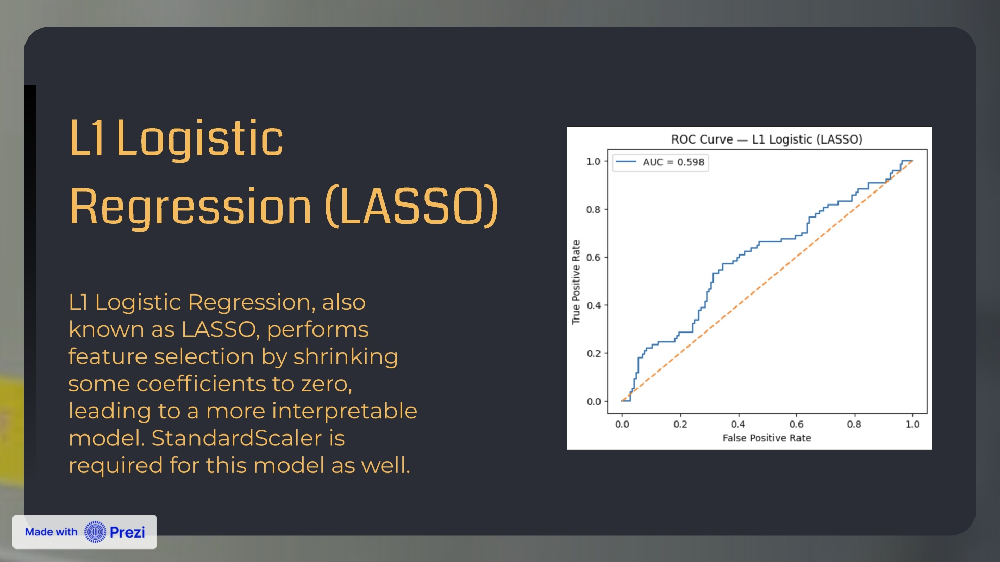 L1 Logistic
Regression (LASSO)
L1 Logistic Regression, also
known as LASSO, performs
feature selection by shrinking
some coefficients to zero,
leading to a more interpretable
model. StandardScaler is
required for this model as well.
ROC Curve — L1 Logistic (LASSO)
AUC = 0.598
True Positive Rate
1.0
0.8
0.6
0.4
0.2
0.0
0.0 0.2 0.4 0.6 0.8 1.0
False Positive Rate
Made with Prezi